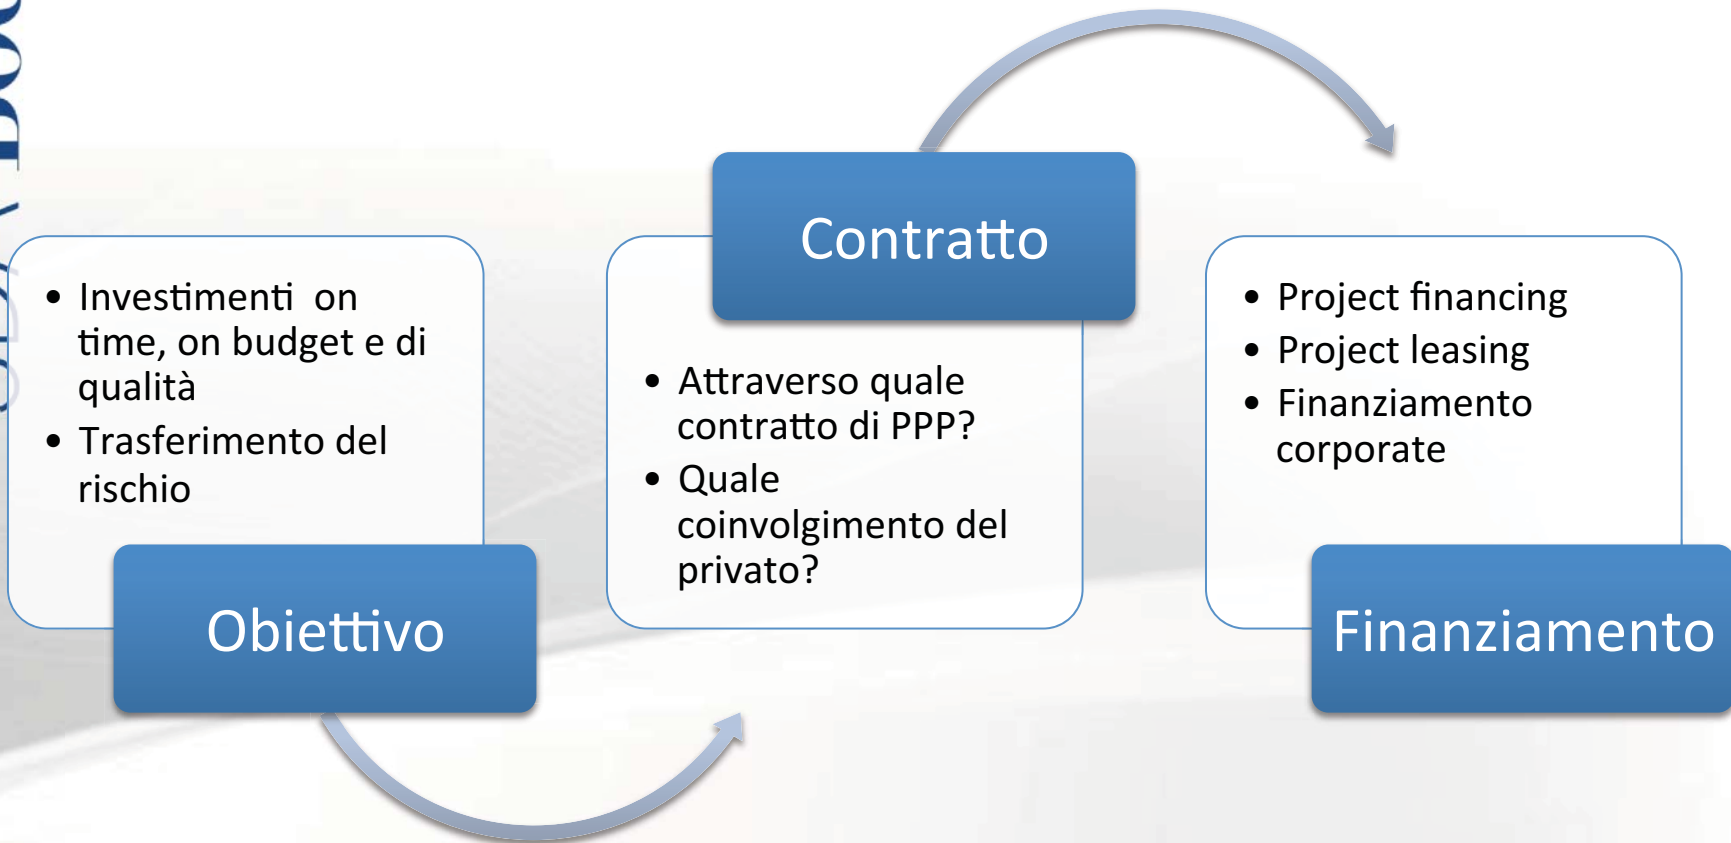 • Investimenti on
time, on budget e di
qualità
• Trasferimento del
rischio
Obiettivo
Contratto
• Attraverso quale
contratto di PPP?
• Quale
coinvolgimento del
privato?
• Project financing
• Project leasing
• Finanziamento
corporate
Finanziamento